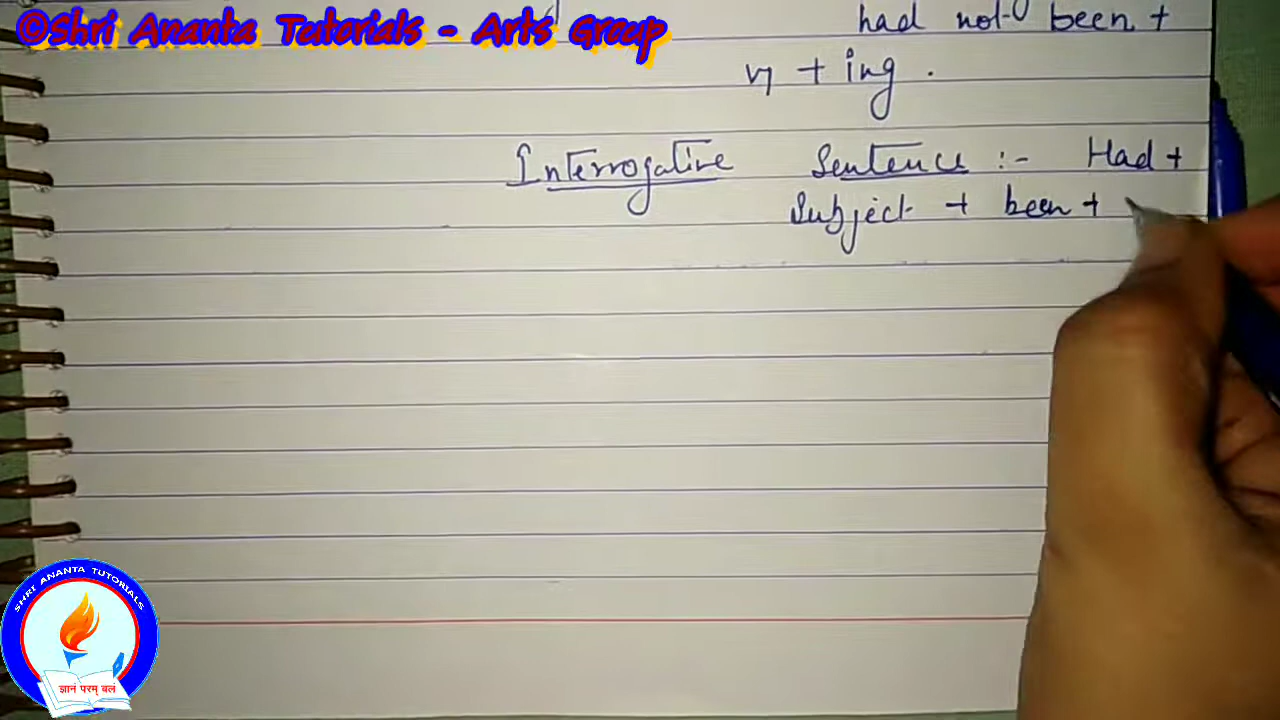 ©Shri Ananta Tutorials - Arts Group
had not been +
v1 + ing .
Interrogative Sentence :- Had +
Subject + been +
SHRI ANANTA TUTORIALS
ज्ञानं परम् बलं